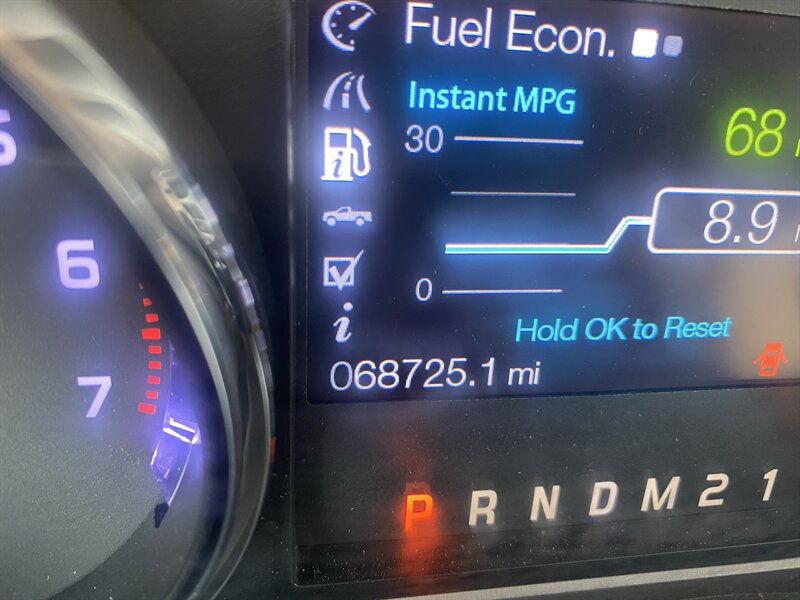 Fuel Econ.
Instant MPG
30
68
8.9
0
i
Hold OK to Reset
068725.1 mi
6
7
P R N D M 2 1